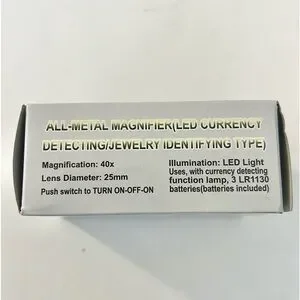 ALL-METAL MAGNIFIER(LED CURRENCY
DETECTING/JEWELRY IDENTIFYING TYPE)
Magnification: 40x
Lens Diameter: 25mm
Push switch to TURN ON-OFF-ON
Illumination: LED Light
Uses, with currency detecting
function lamp, 3 LR1130
batteries(batteries included)